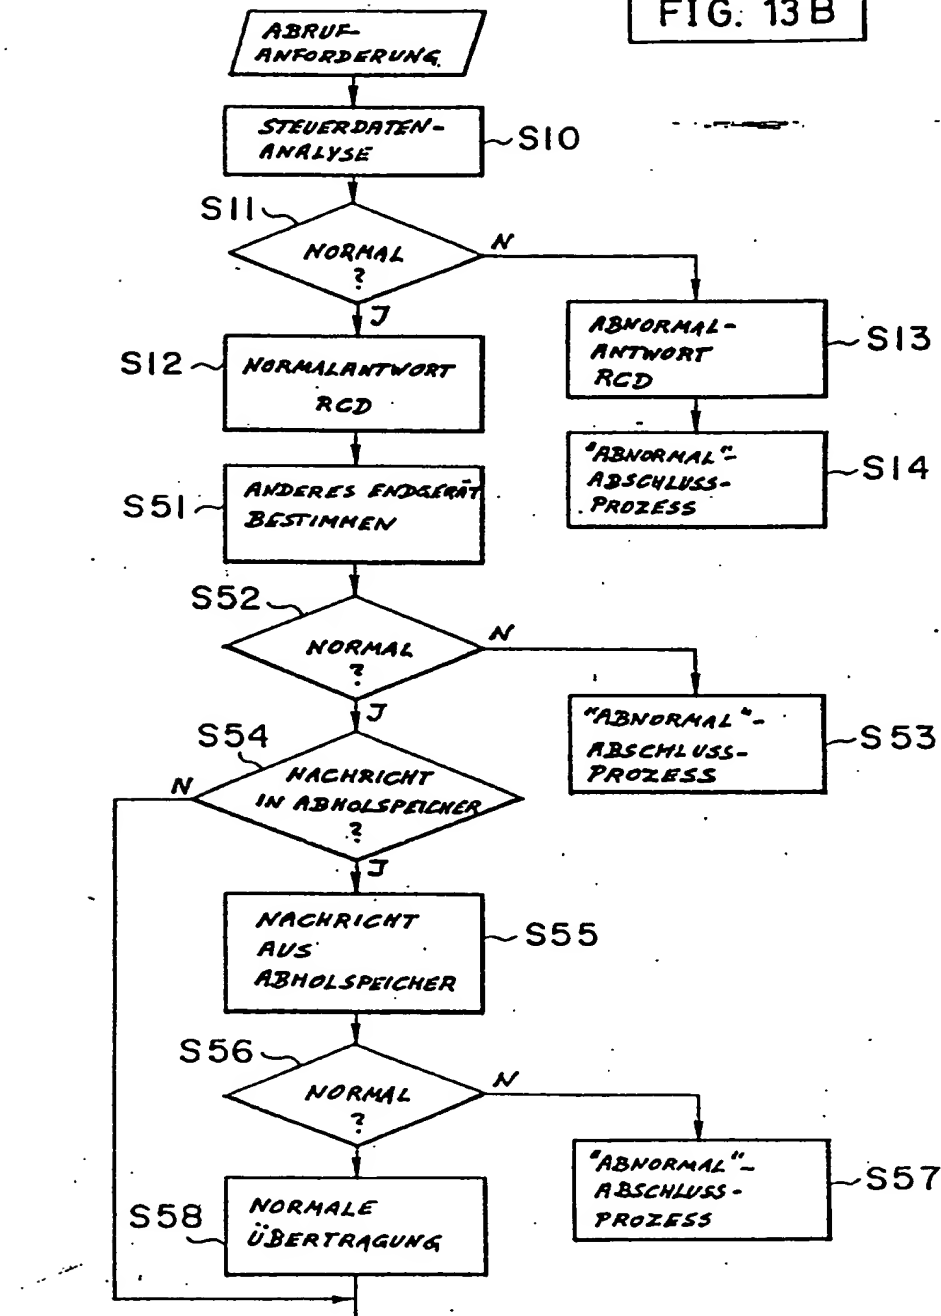 FIG. 13 B
ABRUF-
ANFORDERUNG
STEUERDATEN-
ANALYSE
S10
S11
NORMAL
?
N
J
S12
NORMALANTWORT
RCD
ABNORMAL-
ANTWORT
RCD
S13
"ABNORMAL"-
ABSCHLUSS-
PROZESS
S14
S51
ANDERES ENDGERÄT
BESTIMMEN
S52
NORMAL
?
N
J
"ABNORMAL"-
ABSCHLUSS-
PROZESS
S53
S54
NACHRICHT
IN ABHOLSPEICHER
?
N
J
NACHRICHT
AUS
ABHOLSPEICHER
S55
S56
NORMAL
?
N
"ABNORMAL"-
ABSCHLUSS-
PROZESS
S57
S58
NORMALE
ÜBERTRAGUNG